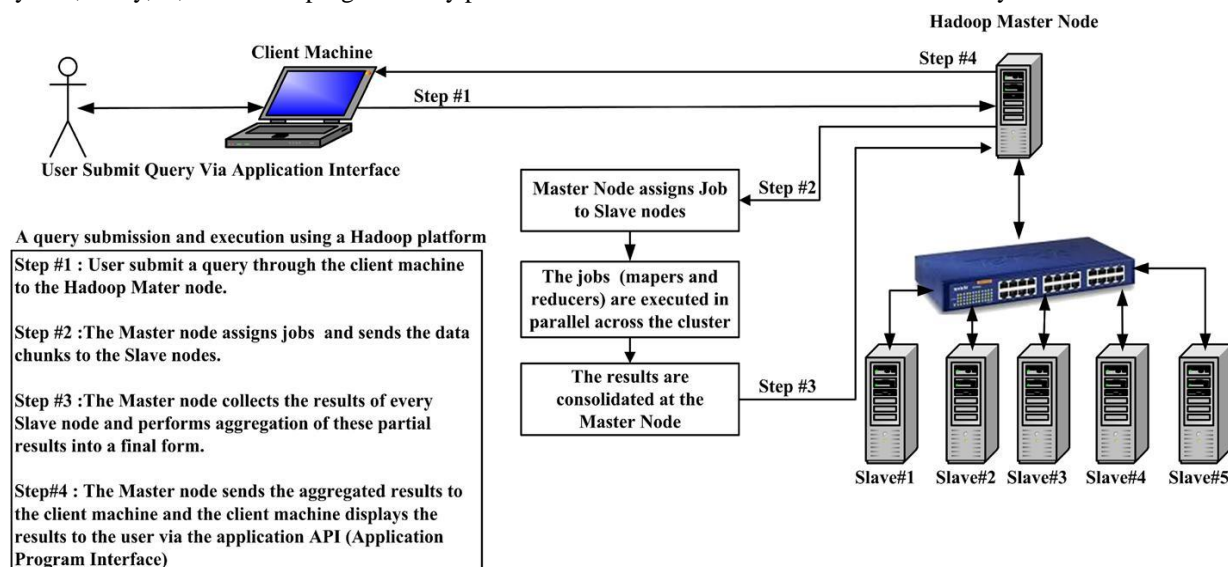 Hadoop Master Node
Client Machine
Step #4
Step #1
User Submit Query Via Application Interface
Master Node assigns Job
to Slave nodes
Step #2
The jobs (mapers and
reducers) are executed in
parallel across the cluster
The results are
consolidated at the
Master Node
Step #3
Slave#1
Slave#2
Slave#3
Slave#4
Slave#5
A query submission and execution using a Hadoop platform
Step #1 : User submit a query through the client machine
to the Hadoop Mater node.
Step #2 :The Master node assigns jobs and sends the data
chunks to the Slave nodes.
Step #3 :The Master node collects the results of every
Slave node and performs aggregation of these partial
results into a final form.
Step#4 : The Master node sends the aggregated results to
the client machine and the client machine displays the
results to the user via the application API (Application
Program Interface)